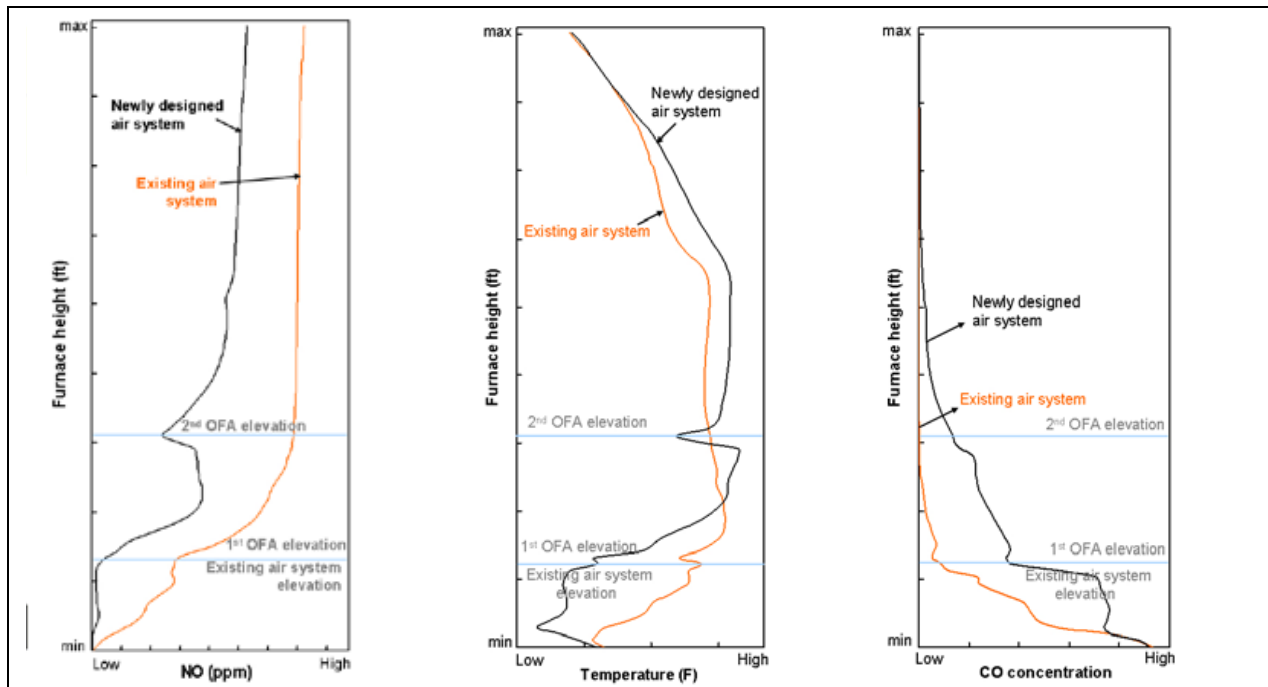 max
Newly designed
air system
Existing air
system
Furnace height (ft)
2nd OFA elevation
1st OFA elevation
Existing air system
elevation
min
Low
High
NO (ppm)
max
Newly designed
air system
Existing air system
Furnace height (ft)
2nd OFA elevation
1st OFA elevation
Existing air system
elevation
min
Low
High
Temperature (F)
max
Newly designed
air system
Furnace height (ft)
Existing air system
2nd OFA elevation
1st OFA elevation
Existing air system
elevation
min
Low
High
CO concentration